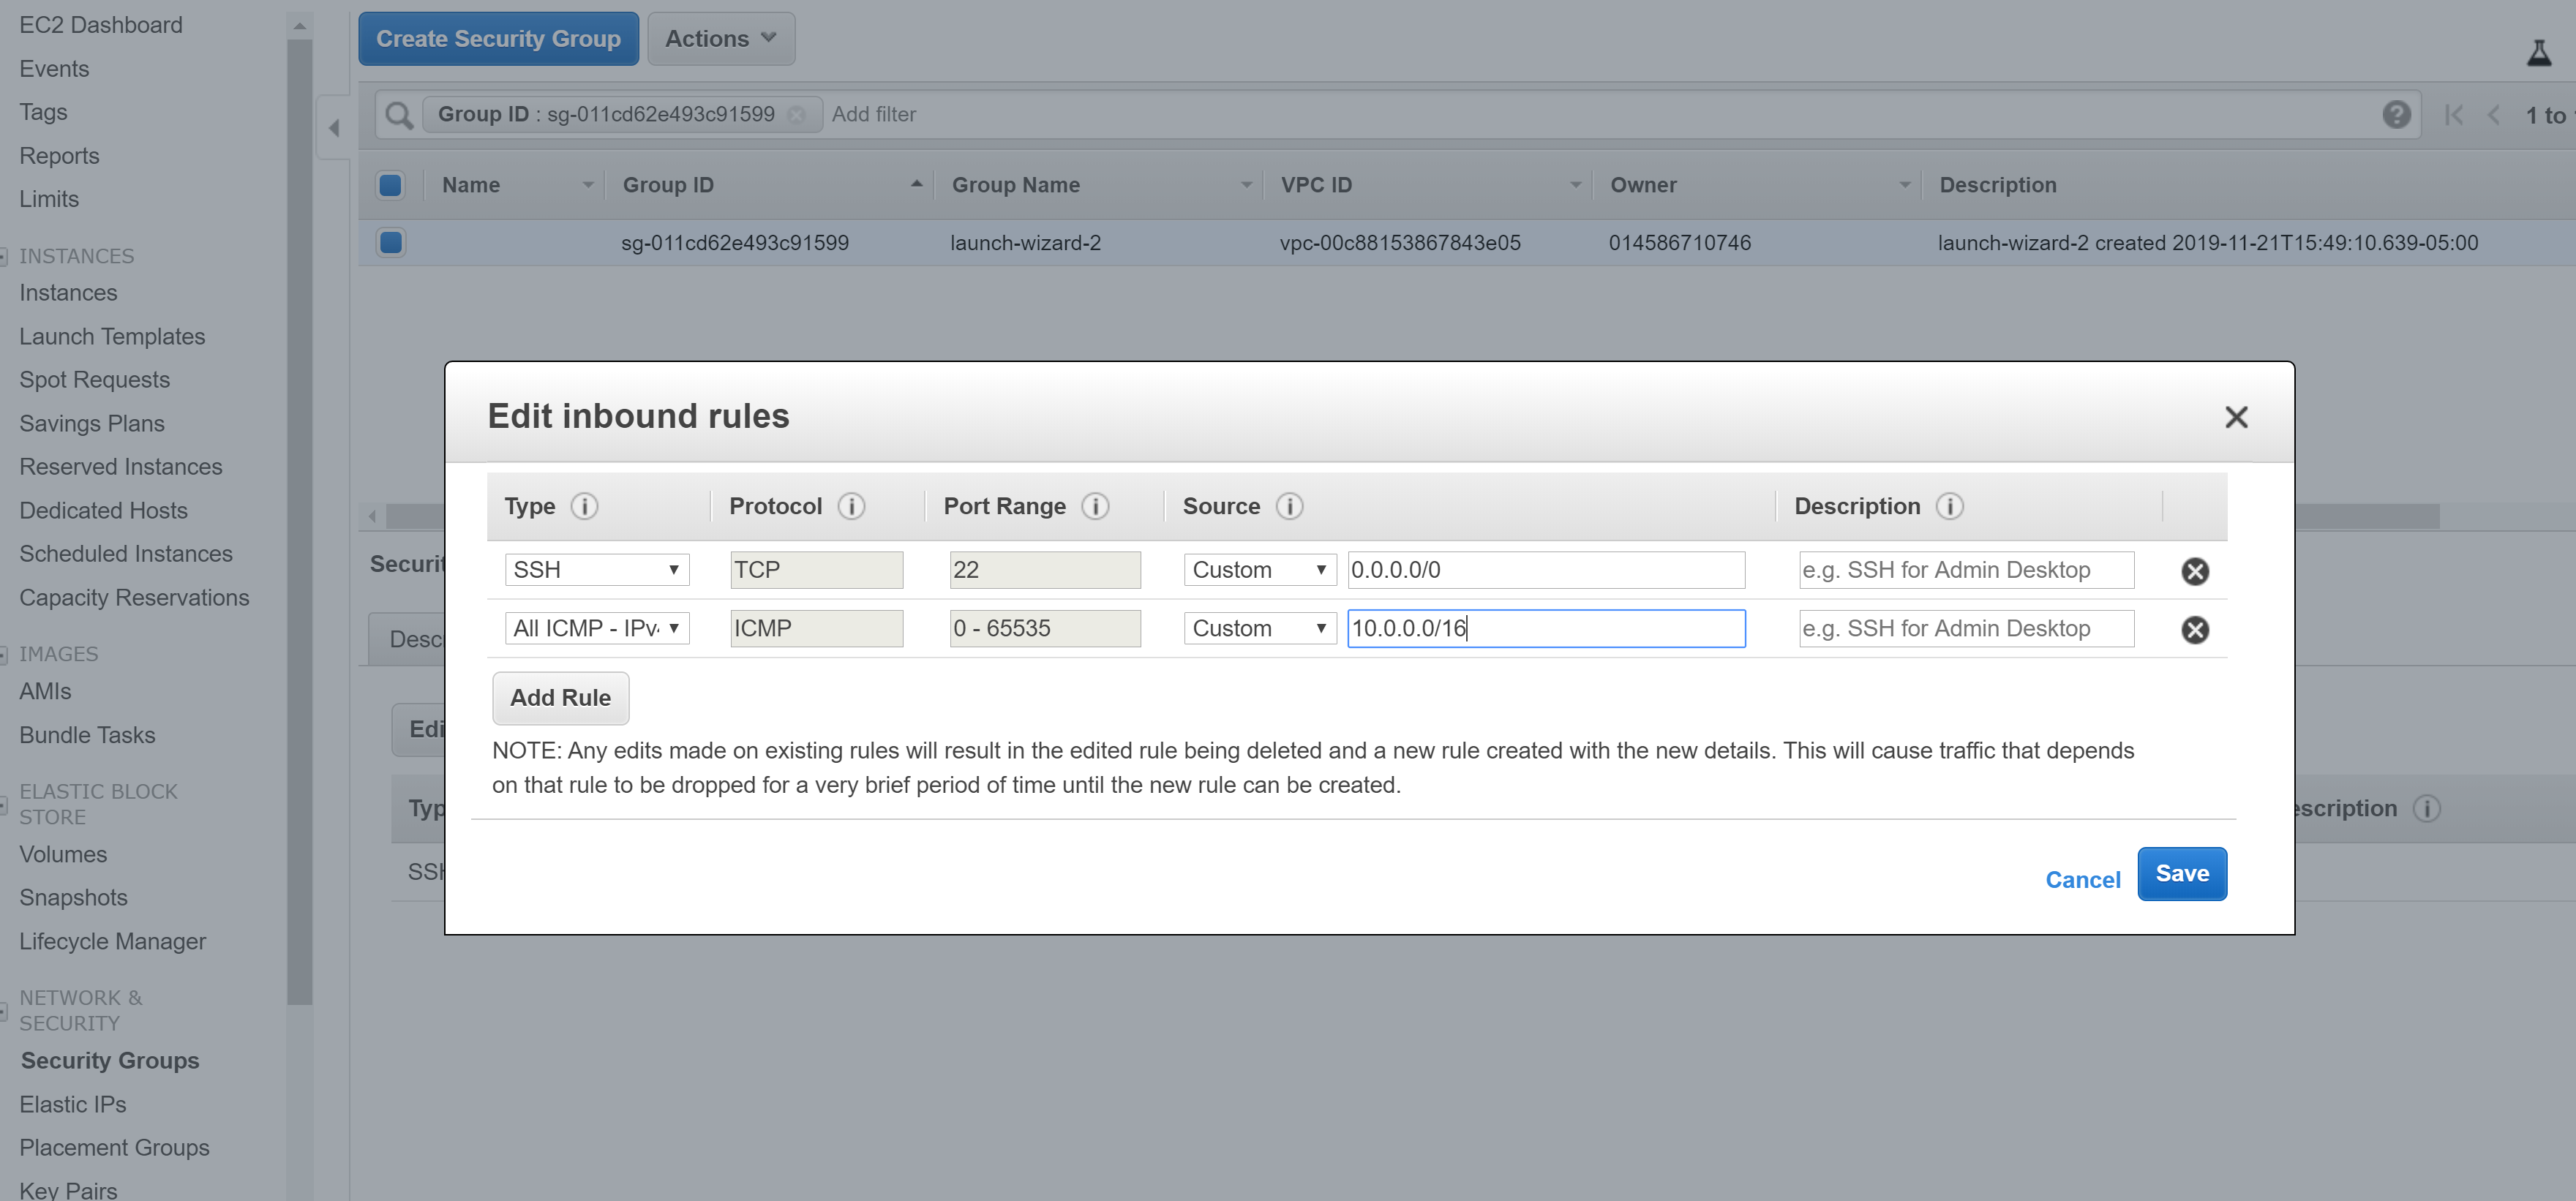 EC2 Dashboard
Events
Tags
Reports
Limits
INSTANCES
Instances
Launch Templates
Spot Requests
Savings Plans
Reserved Instances
Dedicated Hosts
Scheduled Instances
Capacity Reservations
IMAGES
AMIs
Bundle Tasks
ELASTIC BLOCK
STORE
Volumes
Snapshots
Lifecycle Manager
NETWORK &
SECURITY
Security Groups
Elastic IPs
Placement Groups
Key Pairs
Create Security Group Actions
Group ID : sg-011cd62e493c91599 Add filter 1 to
Name Group ID Group Name VPC ID Owner Description
sg-011cd62e493c91599 launch-wizard-2 vpc-00c88153867843e05 014586710746 launch-wizard-2 created 2019-11-21T15:49:10.639-05:00
Securit
Descr
Edi
Typ
SSH
escription
Edit inbound rules
Type Protocol Port Range Source Description
SSH TCP 22 Custom 0.0.0.0/0 e.g. SSH for Admin Desktop
All ICMP - IPv4 ICMP 0 - 65535 Custom 10.0.0.0/16 e.g. SSH for Admin Desktop
Add Rule
NOTE: Any edits made on existing rules will result in the edited rule being deleted and a new rule created with the new details. This will cause traffic that depends
on that rule to be dropped for a very brief period of time until the new rule can be created.
Cancel Save